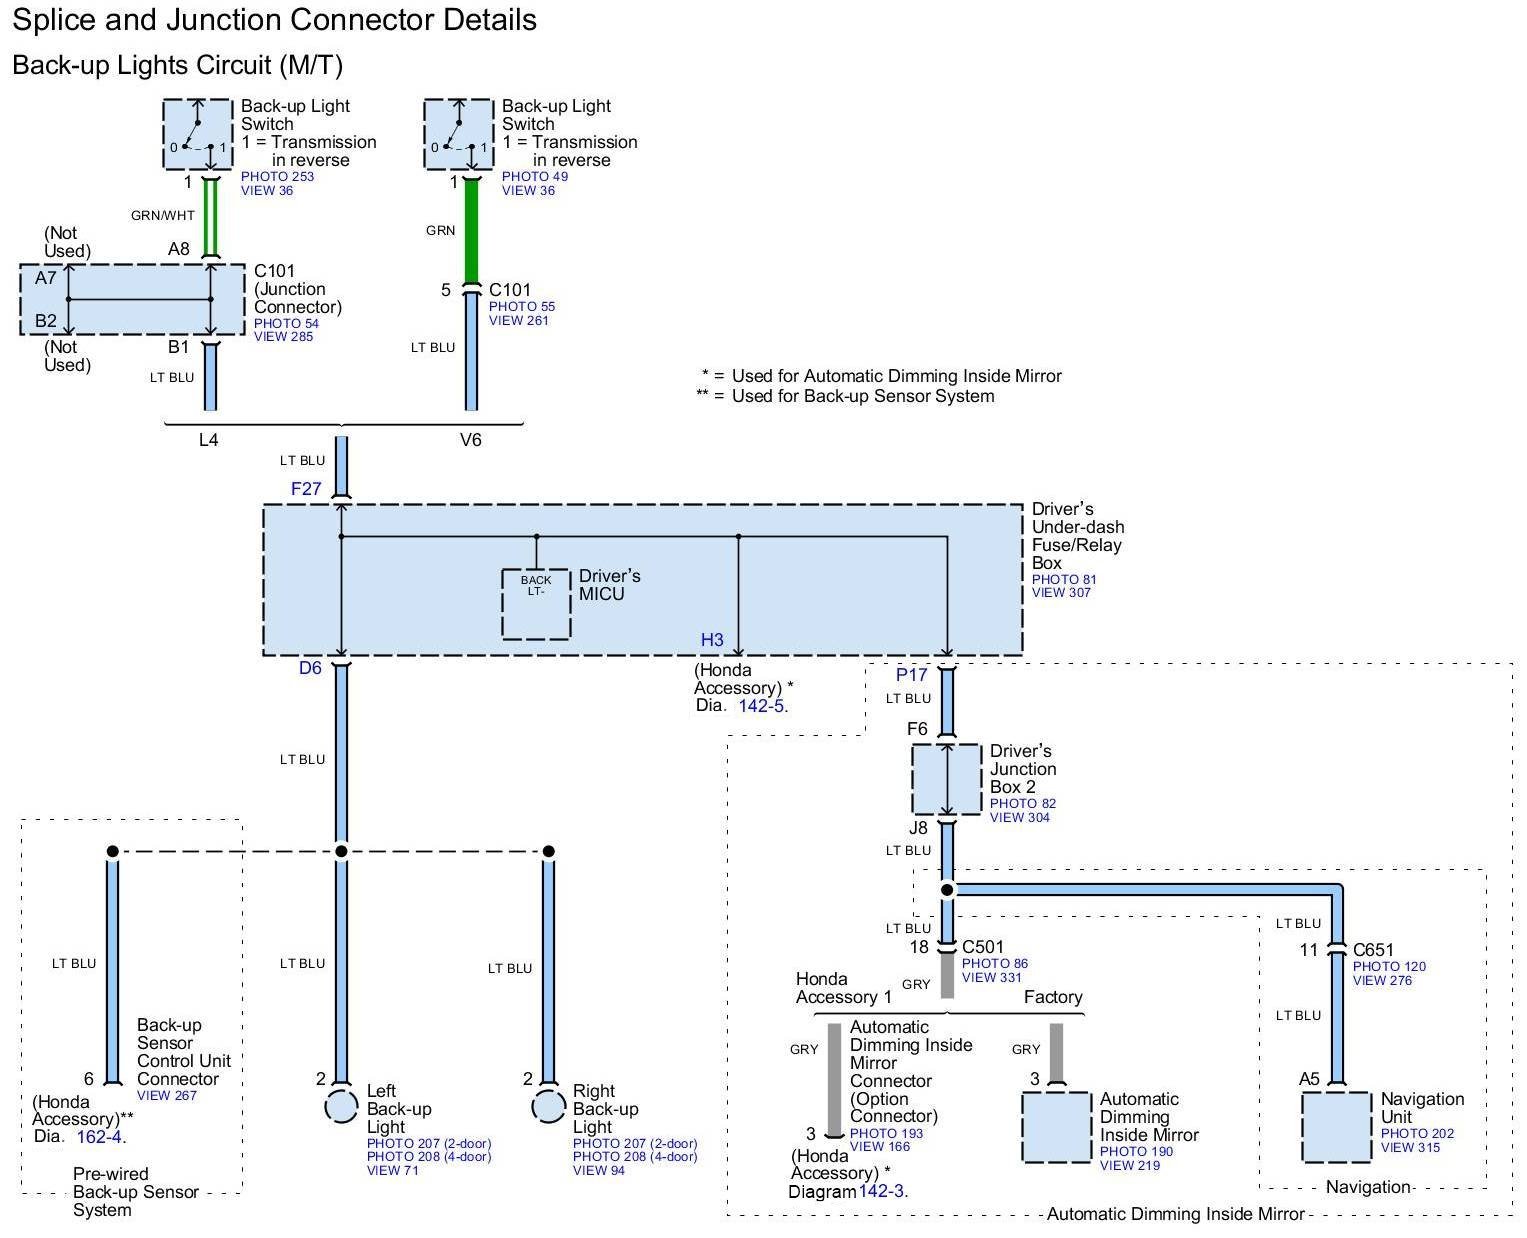 Splice and Junction Connector Details
Back-up Lights Circuit (M/T)
0
1
Back-up Light
Switch
1 = Transmission
in reverse
PHOTO 253
VIEW 36
1
GRN/WHT
0
1
Back-up Light
Switch
1 = Transmission
in reverse
PHOTO 49
VIEW 36
1
GRN
(Not
Used)
A8
A7
B2
C101
(Junction
Connector)
PHOTO 54
VIEW 285
(Not
Used)
B1
LT BLU
5
C101
PHOTO 55
VIEW 261
LT BLU
* = Used for Automatic Dimming Inside Mirror
** = Used for Back-up Sensor System
L4
V6
LT BLU
F27
Driver's
Under-dash
Fuse/Relay
Box
PHOTO 81
VIEW 307
BACK
LT-
Driver's
MICU
H3
D6
(Honda
Accessory) *
Dia. 142-5.
P17
LT BLU
F6
Driver's
Junction
Box 2
PHOTO 82
VIEW 304
J8
LT BLU
LT BLU
LT BLU
18
C501
PHOTO 86
VIEW 331
GRY
LT BLU
11
C651
PHOTO 120
VIEW 276
LT BLU
LT BLU
LT BLU
LT BLU
Honda
Accessory 1
Factory
GRY
Automatic
Dimming Inside
Mirror
Connector
(Option
Connector)
PHOTO 193
VIEW 166
3
(Honda
Accessory) *
Diagram 142-3.
GRY
3
Automatic
Dimming
Inside Mirror
PHOTO 190
VIEW 219
A5
Navigation
Unit
PHOTO 202
VIEW 315
Back-up
Sensor
Control Unit
Connector
VIEW 267
6
(Honda
Accessory)**
Dia. 162-4.
2
Left
Back-up
Light
PHOTO 207 (2-door)
PHOTO 208 (4-door)
VIEW 71
2
Right
Back-up
Light
PHOTO 207 (2-door)
PHOTO 208 (4-door)
VIEW 94
Pre-wired
Back-up Sensor
System
Navigation
Automatic Dimming Inside Mirror